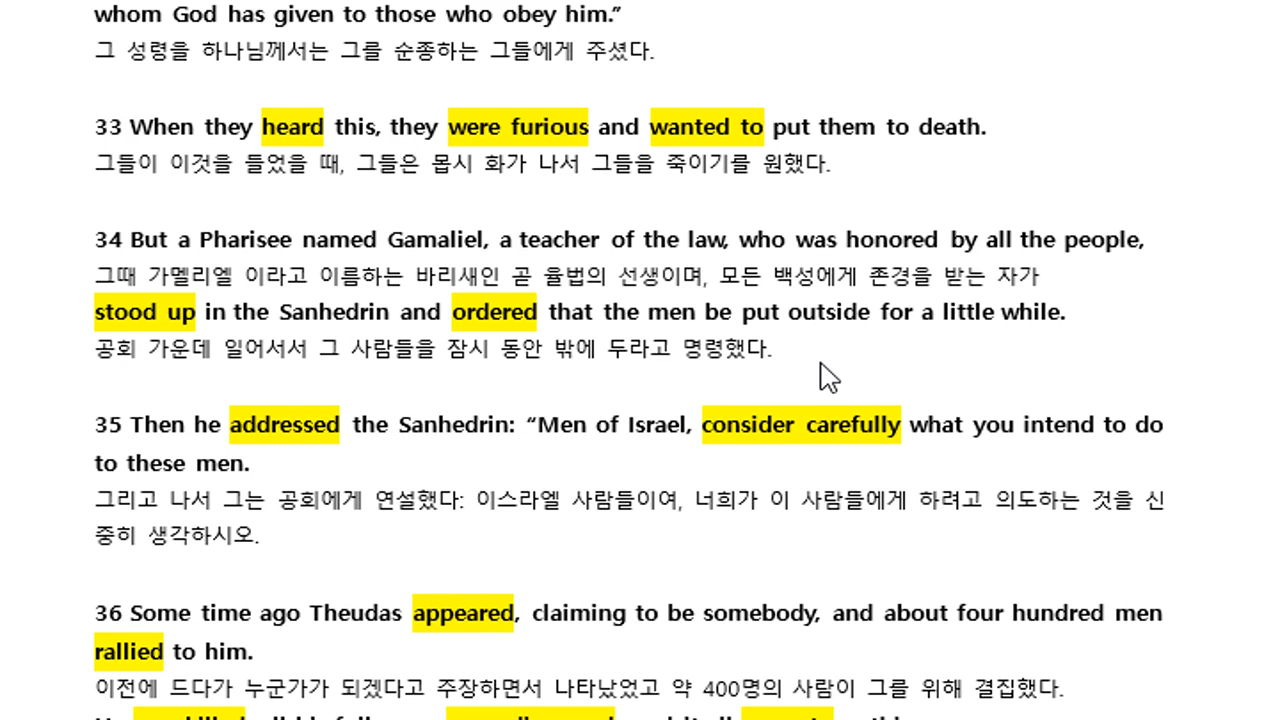 whom God has given to those who obey him.”
그 성령을 하나님께서는 그를 순종하는 그들에게 주셨다.
33 When they heard this, they were furious and wanted to put them to death.
그들이 이것을 들었을 때, 그들은 몹시 화가 나서 그들을 죽이기를 원했다.
34 But a Pharisee named Gamaliel, a teacher of the law, who was honored by all the people,
그때 가멜리엘 이라고 이름하는 바리새인 곧 율법의 선생이며, 모든 백성에게 존경을 받는 자가
stood up in the Sanhedrin and ordered that the men be put outside for a little while.
공회 가운데 일어서서 그 사람들을 잠시 동안 밖에 두라고 명령했다.
35 Then he addressed the Sanhedrin: “Men of Israel, consider carefully what you intend to do
to these men.
그리고 나서 그는 공회에게 연설했다: 이스라엘 사람들이여, 너희가 이 사람들에게 하려고 의도하는 것을 신
중히 생각하시오.
36 Some time ago Theudas appeared, claiming to be somebody, and about four hundred men
rallied to him.
이전에 드다가 누군가가 되겠다고 주장하면서 나타났었고 약 400명의 사람이 그를 위해 결집했다.